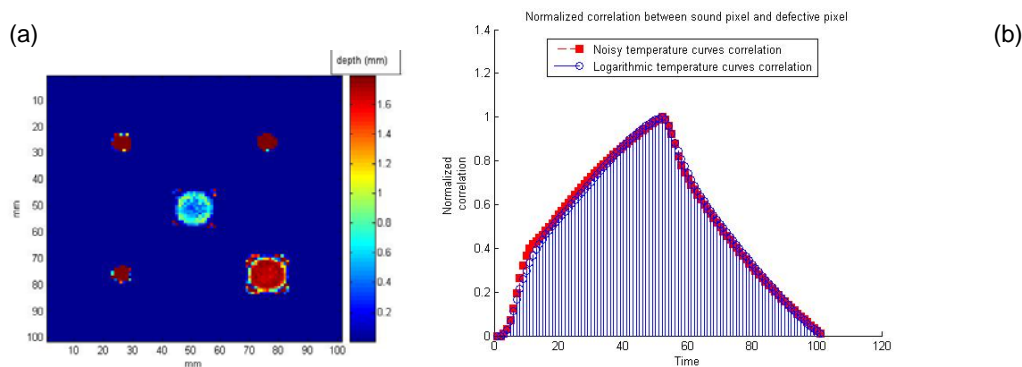 (a)
depth (mm)
10
20
30
40
50
60
70
80
90
100
mm
10 20 30 40 50 60 70 80 90 100
mm
1.6
1.4
1.2
1
0.8
0.6
0.4
0.2
(b)
Normalized correlation between sound pixel and defective pixel
Noisy temperature curves correlation
Logarithmic temperature curves correlation
1.4
1.2
1
0.8
0.6
0.4
0.2
0
Normalized
correlation
0 20 40 60 80 100 120
Time